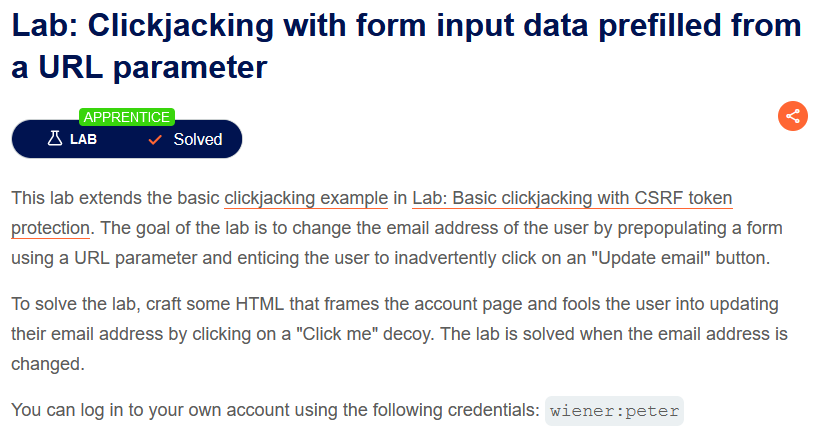 Lab: Clickjacking with form input data prefilled from
a URL parameter
APPRENTICE
LAB
Solved
This lab extends the basic clickjacking example in Lab: Basic clickjacking with CSRF token
protection. The goal of the lab is to change the email address of the user by prepopulating a form
using a URL parameter and enticing the user to inadvertently click on an "Update email" button.
To solve the lab, craft some HTML that frames the account page and fools the user into updating
their email address by clicking on a "Click me" decoy. The lab is solved when the email address is
changed.
You can log in to your own account using the following credentials: wiener:peter